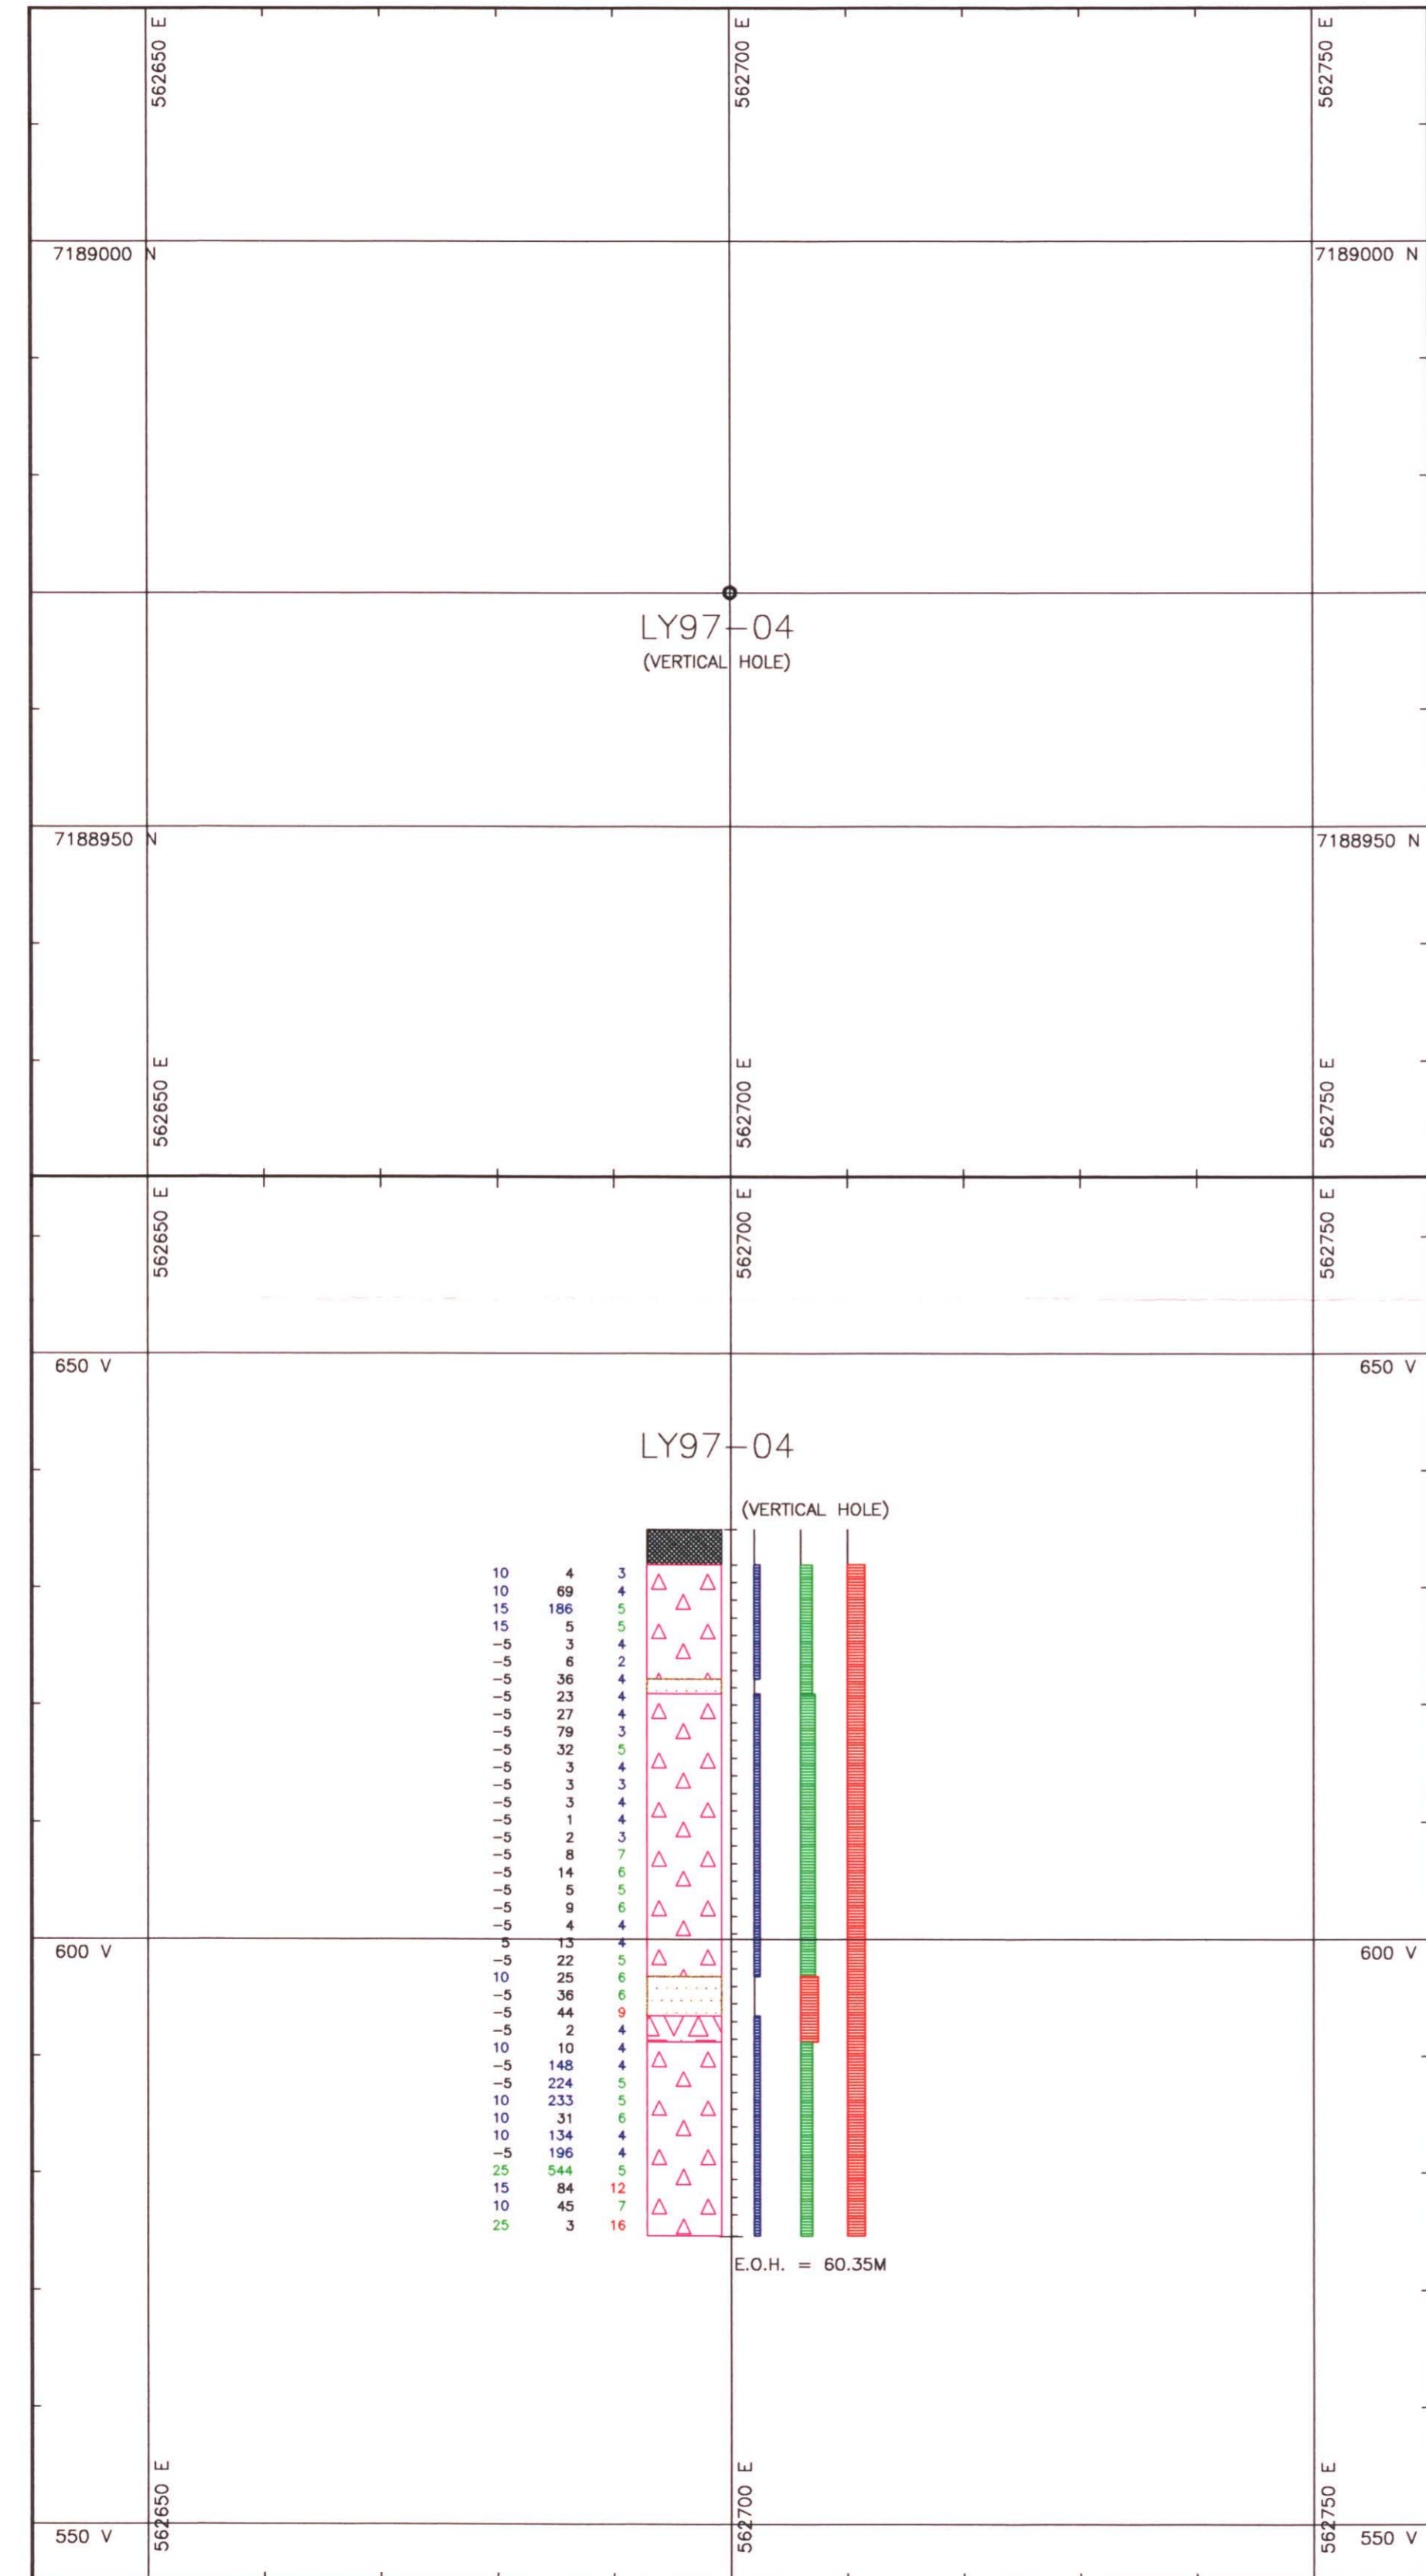 562650 E
562700 E
562750 E
7189000 N
7189000 N
LY97-04
(VERTICAL HOLE)
7188950 N
7188950 N
562650 E
562700 E
562750 E
562650 E
562700 E
562750 E
650 V
650 V
LY97-04
(VERTICAL HOLE)
10 4 3
10 69 4
15 186 5
15 5 5
-5 3 4
-5 6 2
-5 36 4
-5 23 4
-5 27 4
-5 79 3
-5 32 5
-5 3 4
-5 3 3
-5 3 4
-5 1 4
-5 2 3
-5 8 7
-5 14 6
-5 5 5
-5 9 6
-5 4 4
600 V
600 V
5 13 4
-5 22 5
10 25 6
-5 36 6
-5 44 9
-5 2 4
10 10 4
-5 148 4
-5 224 5
10 233 5
10 31 6
10 134 4
-5 196 4
25 544 5
15 84 12
10 45 7
25 3 16
E.O.H. = 60.35M
562650 E
562700 E
562750 E
550 V
550 V